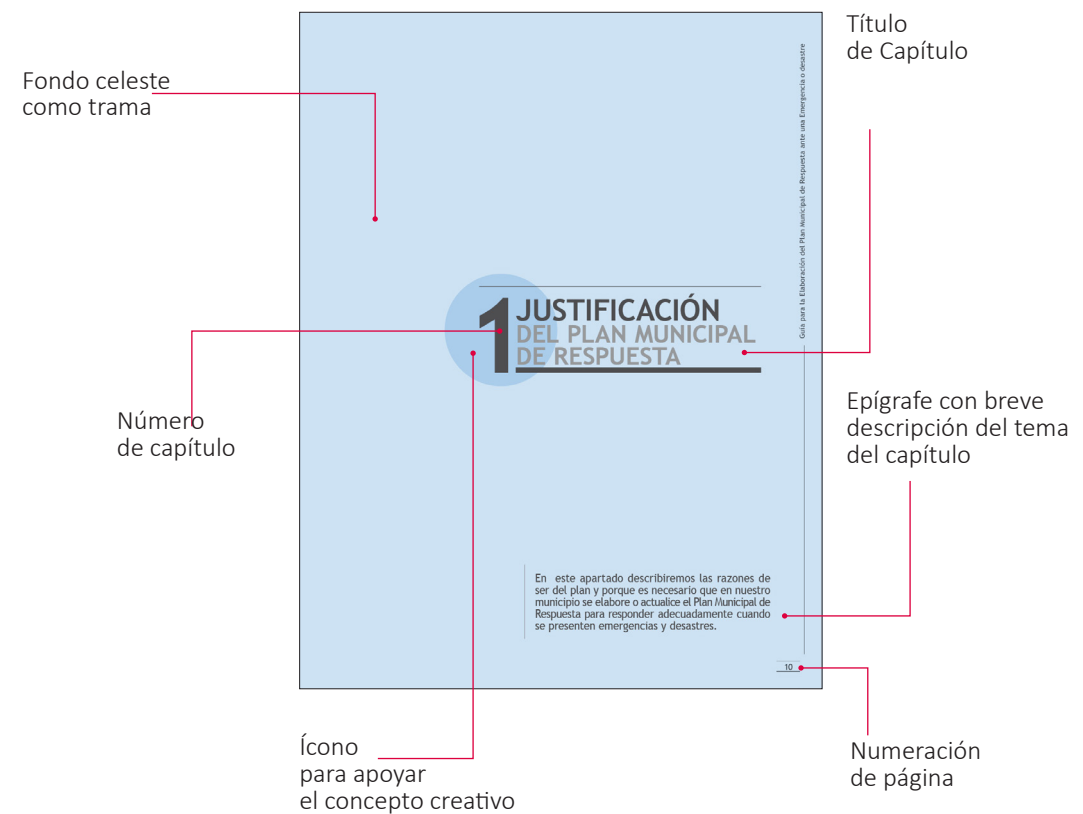 Título
de Capítulo
Fondo celeste
como trama
Guía para la Elaboración del Plan Municipal de Respuesta ante una Emergencia o desastre
1
JUSTIFICACIÓN
DEL PLAN MUNICIPAL
DE RESPUESTA
Número
de capítulo
Epígrafe con breve
descripción del tema
del capítulo
En este apartado describiremos las razones de
ser del plan y porque es necesario que en nuestro
municipio se elabore o actualice el Plan Municipal de
Respuesta para responder adecuadamente cuando
se presenten emergencias y desastres.
10
Ícono
para apoyar
el concepto creativo
Numeración
de página